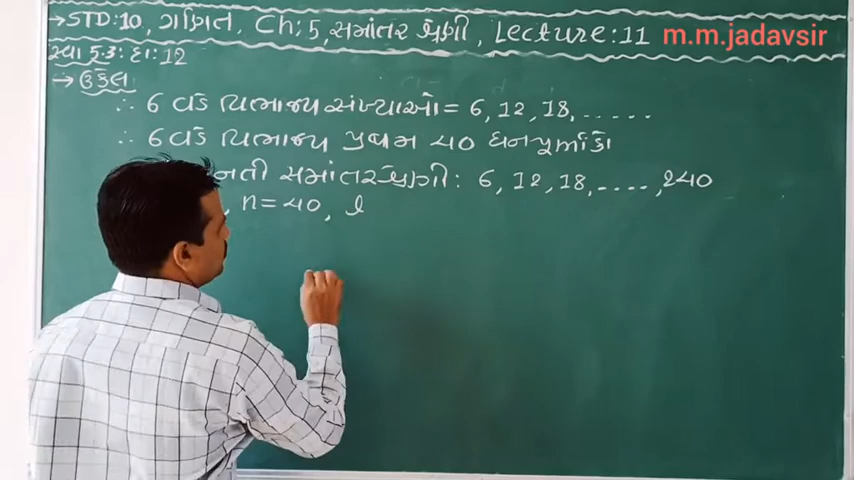 → STD: 10, ગણિત, Ch: 5, સમાંતર શ્રેણી, Lecture: 11 m.m.jadavsir
સ્વા 5.3: દા: 12
→ ઉકેલ
∴ 6 વડે વિભાજ્ય સંખ્યાઓ = 6, 12, 18, .....
∴ 6 વડે વિભાજ્ય પ્રથમ 40 ધનપૂર્ણાંકો
નતી સમાંતર શ્રેણી: 6, 12, 18, ...., 240
, n = 40, l